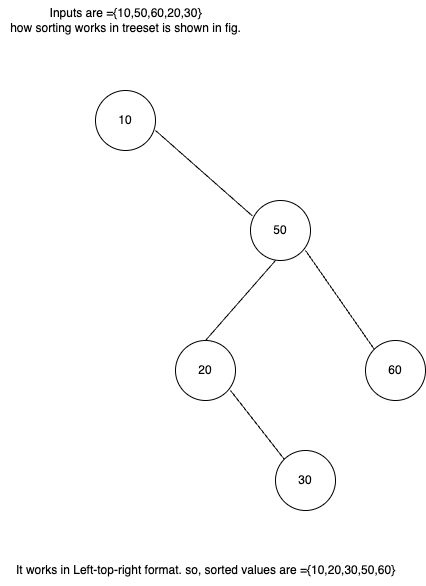 Inputs are ={10,50,60,20,30}
how sorting works in treeset is shown in fig.
10
50
20
60
30
It works in Left-top-right format. so, sorted values are ={10,20,30,50,60}